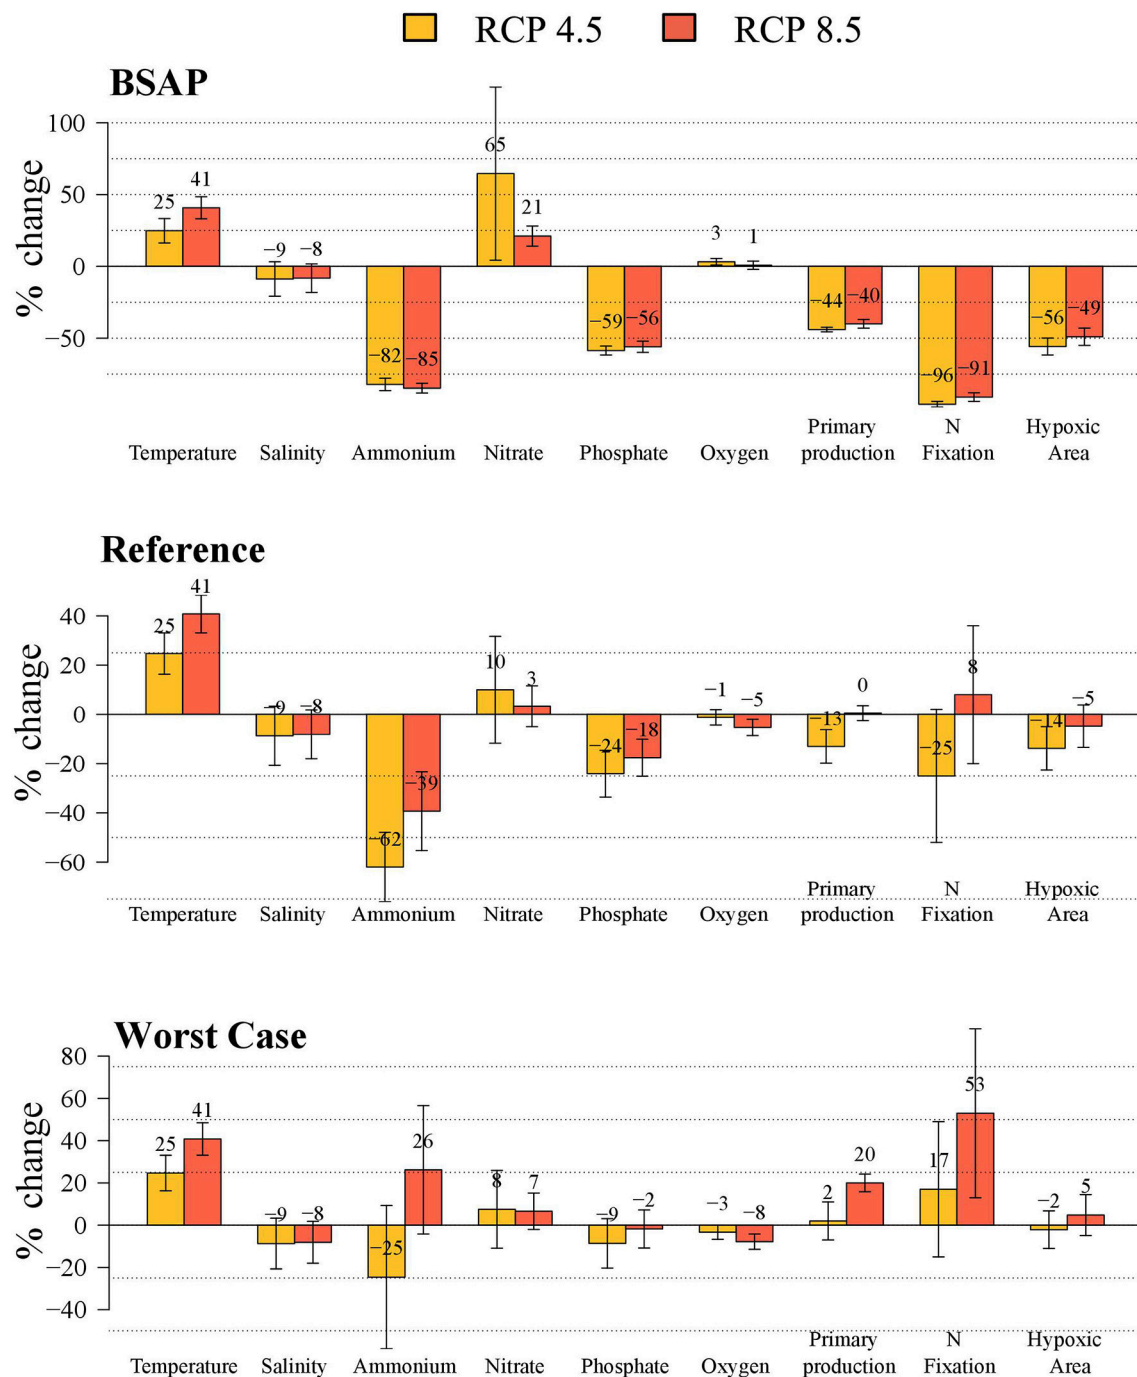 RCP 4.5 RCP 8.5
BSAP
% change
100
50
0
−50
25 41 −9 −8 −82 −85 65 21 −59 −56 3 1 −44 −40 −96 −91 −56 −49
Primary N Hypoxic
Temperature Salinity Ammonium Nitrate Phosphate Oxygen production Fixation Area
Reference
% change
40
20
0
−20
−40
−60
25 41 −9 −8 −62 −39 10 3 −24 −18 −1 −5 −13 0 −25 8 −14 −5
Primary N Hypoxic
Temperature Salinity Ammonium Nitrate Phosphate Oxygen production Fixation Area
Worst Case
% change
80
60
40
20
0
−20
−40
25 41 −9 −8 −25 26 8 7 −9 −2 −3 −8 2 20 17 53 −2 5
Primary N Hypoxic
Temperature Salinity Ammonium Nitrate Phosphate Oxygen production Fixation Area